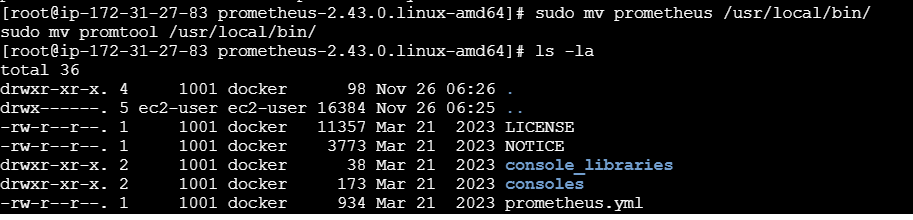 [root@ip-172-31-27-83 prometheus-2.43.0.linux-amd64]# sudo mv prometheus /usr/local/bin/
sudo mv promtool /usr/local/bin/
[root@ip-172-31-27-83 prometheus-2.43.0.linux-amd64]# ls -la
total 36
drwxr-xr-x. 4     1001 docker      98 Nov 26 06:26 .
drwx------. 5 ec2-user ec2-user 16384 Nov 26 06:25 ..
-rw-r--r--. 1     1001 docker   11357 Mar 21  2023 LICENSE
-rw-r--r--. 1     1001 docker    3773 Mar 21  2023 NOTICE
drwxr-xr-x. 2     1001 docker      38 Mar 21  2023 console_libraries
drwxr-xr-x. 2     1001 docker     173 Mar 21  2023 consoles
-rw-r--r--. 1     1001 docker     934 Mar 21  2023 prometheus.yml